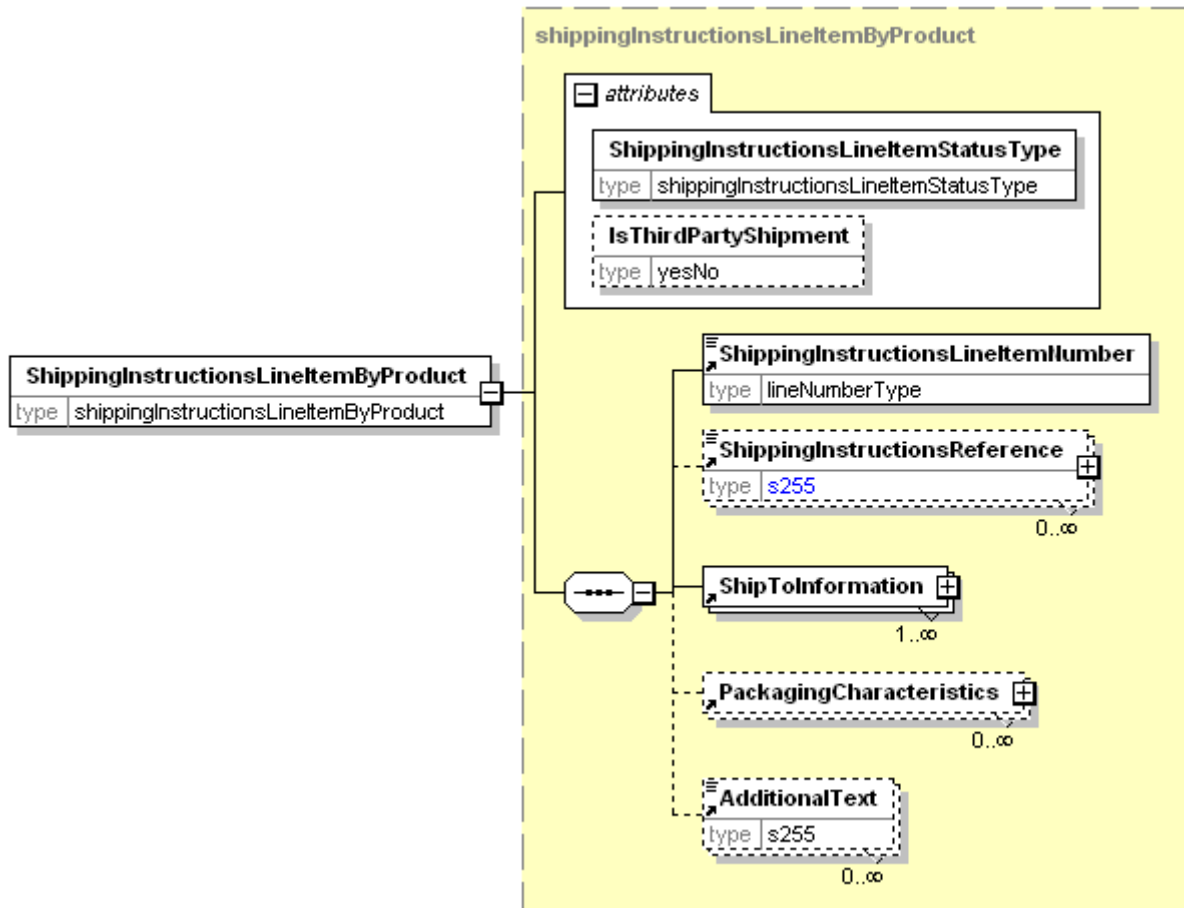 shippingInstructionsLineItemByProduct
attributes
ShippingInstructionsLineItemStatusType
type shippingInstructionsLineItemStatusType
IsThirdPartyShipment
type yesNo
ShippingInstructionsLineItemByProduct
type shippingInstructionsLineItemByProduct
ShippingInstructionsLineItemNumber
type lineNumberType
ShippingInstructionsReference
type s255
0..∞
ShipToInformation
1..∞
PackagingCharacteristics
0..∞
AdditionalText
type s255
0..∞